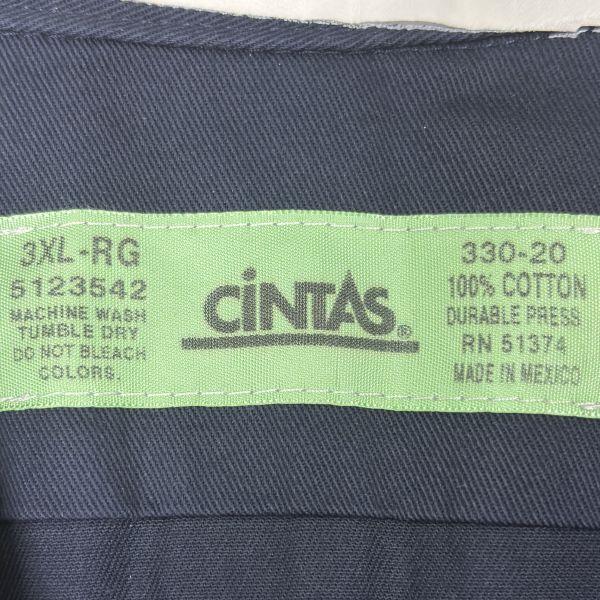 3XL-RG
5123542
MACHINE WASH
TUMBLE DRY
DO NOT BLEACH
COLORS.
CiNTAS®
330-20
100% COTTON
DURABLE PRESS
RN 51374
MADE IN MEXICO